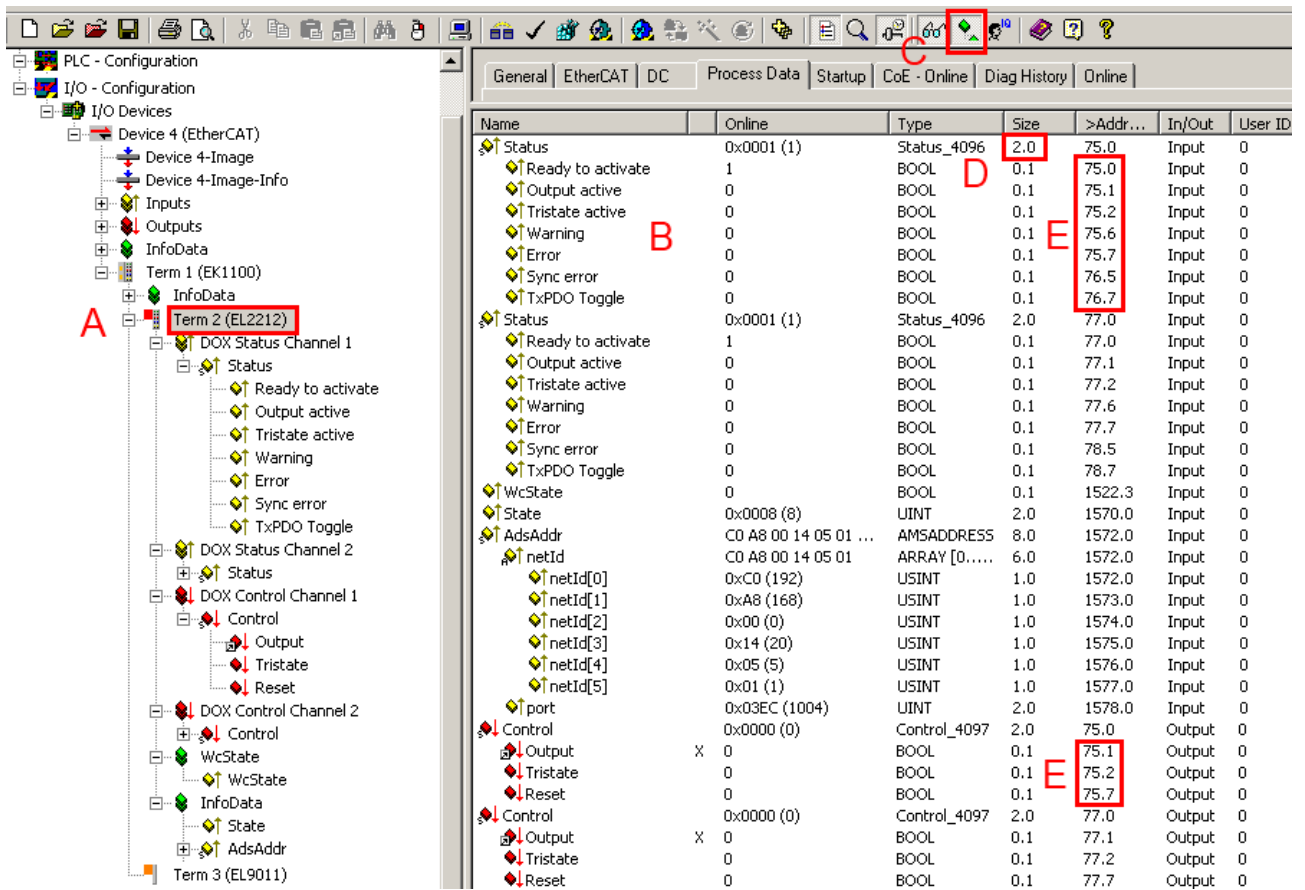 C
PLC - Configuration
I/O - Configuration
I/O Devices
Device 4 (EtherCAT)
Device 4-Image
Device 4-Image-Info
Inputs
Outputs
InfoData
Term 1 (EK1100)
InfoData
A
Term 2 (EL2212)
DOX Status Channel 1
Status
Ready to activate
Output active
Tristate active
Warning
Error
Sync error
TxPDO Toggle
DOX Status Channel 2
Status
DOX Control Channel 1
Control
Output
Tristate
Reset
DOX Control Channel 2
Control
WcState
WcState
InfoData
State
AdsAddr
Term 3 (EL9011)
General EtherCAT DC Process Data Startup CoE - Online Diag History Online
Name Online Type Size >Addr... In/Out User ID
Status 0x0001 (1) Status_4096 2.0 75.0 Input 0
Ready to activate 1 BOOL 0.1 75.0 Input 0
D
Output active 0 BOOL 0.1 75.1 Input 0
Tristate active 0 BOOL 0.1 75.2 Input 0
Warning 0 BOOL 0.1 75.6 Input 0
B
E
Error 0 BOOL 0.1 75.7 Input 0
Sync error 0 BOOL 0.1 76.5 Input 0
TxPDO Toggle 0 BOOL 0.1 76.7 Input 0
Status 0x0001 (1) Status_4096 2.0 77.0 Input 0
Ready to activate 1 BOOL 0.1 77.0 Input 0
Output active 0 BOOL 0.1 77.1 Input 0
Tristate active 0 BOOL 0.1 77.2 Input 0
Warning 0 BOOL 0.1 77.6 Input 0
Error 0 BOOL 0.1 77.7 Input 0
Sync error 0 BOOL 0.1 78.5 Input 0
TxPDO Toggle 0 BOOL 0.1 78.7 Input 0
WcState 0 BOOL 0.1 1522.3 Input 0
State 0x0008 (8) UINT 2.0 1570.0 Input 0
AdsAddr C0 A8 00 14 05 01 ... AMSADDRESS 8.0 1572.0 Input 0
netId C0 A8 00 14 05 01 ARRAY [0..... 6.0 1572.0 Input 0
netId[0] 0xC0 (192) USINT 1.0 1572.0 Input 0
netId[1] 0xA8 (168) USINT 1.0 1573.0 Input 0
netId[2] 0x00 (0) USINT 1.0 1574.0 Input 0
netId[3] 0x14 (20) USINT 1.0 1575.0 Input 0
netId[4] 0x05 (5) USINT 1.0 1576.0 Input 0
netId[5] 0x01 (1) USINT 1.0 1577.0 Input 0
port 0x03EC (1004) UINT 2.0 1578.0 Input 0
Control 0x0000 (0) Control_4097 2.0 75.0 Output 0
Output X 0 BOOL 0.1 75.1 Output 0
Tristate 0 BOOL 0.1 75.2 Output 0
E
Reset 0 BOOL 0.1 75.7 Output 0
Control 0x0000 (0) Control_4097 2.0 77.0 Output 0
Output X 0 BOOL 0.1 77.1 Output 0
Tristate 0 BOOL 0.1 77.2 Output 0
Reset 0 BOOL 0.1 77.7 Output 0